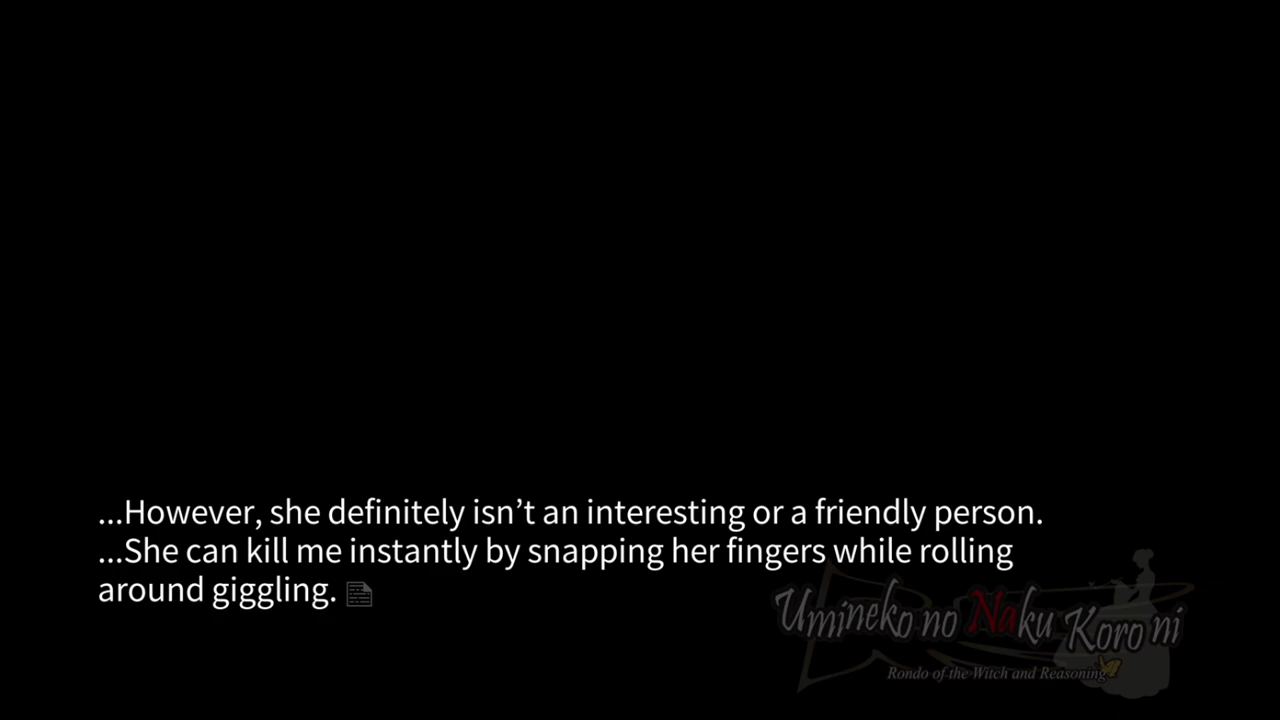 ...However, she definitely isn’t an interesting or a friendly person.
...She can kill me instantly by snapping her fingers while rolling
around giggling.
Umineko no Naku Koro ni
Rondo of the Witch and Reasoning